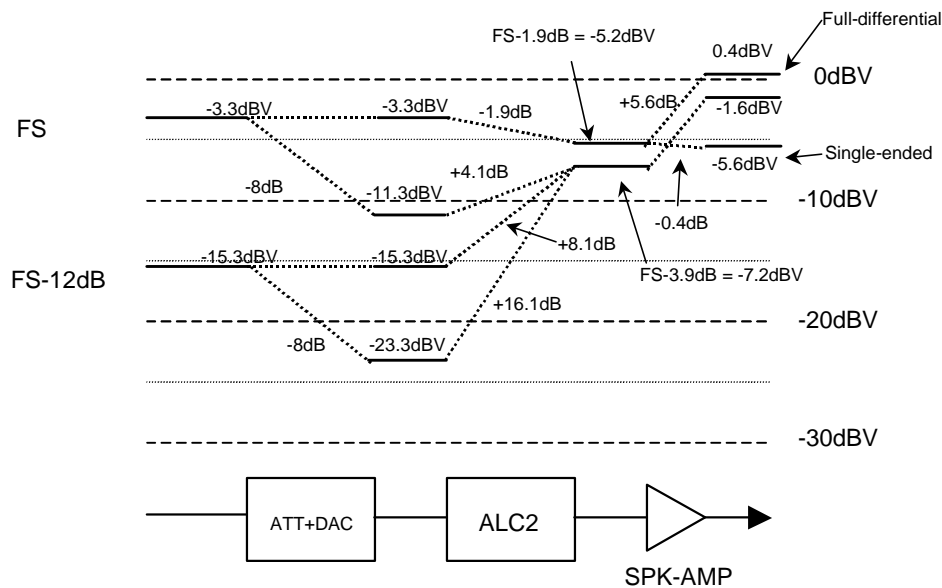 Full-differential
FS-1.9dB = -5.2dBV
0.4dBV
0dBV
-3.3dBV
-3.3dBV
-1.9dB
+5.6dB
-1.6dBV
FS
-5.6dBV
Single-ended
-8dB
-11.3dBV
+4.1dB
-10dBV
-0.4dB
+8.1dB
-15.3dBV
-15.3dBV
FS-12dB
FS-3.9dB = -7.2dBV
+16.1dB
-20dBV
-8dB
-23.3dBV
-30dBV
ATT+DAC
ALC2
SPK-AMP